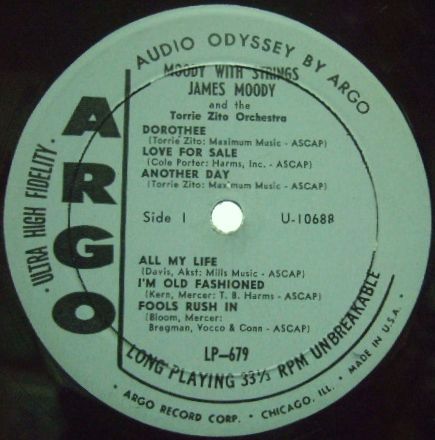 AUDIO ODYSSEY BY ARGO
MOODY WITH STRINGS
JAMES MOODY
and the
Torrie Zito Orchestra
DOROTHEE
(Torrie Zito: Maximum Music - ASCAP)
LOVE FOR SALE
(Cole Porter: Harms, Inc. - ASCAP)
ANOTHER DAY
(Torrie Zito: Maximum Music - ASCAP)
Side 1
U-10688
ALL MY LIFE
(Davis, Akst: Mills Music - ASCAP)
I'M OLD FASHIONED
(Kern, Mercer: T. B. Harms - ASCAP)
FOOLS RUSH IN
(Bloom, Mercer:
Bregman, Vocco & Conn - ASCAP)
LP-679
LONG PLAYING 33⅓ RPM UNBREAKABLE
ARGO
· ULTRA HIGH FIDELITY ·
· ARGO RECORD CORP. · CHICAGO, ILL. · MADE IN U.S.A. ·